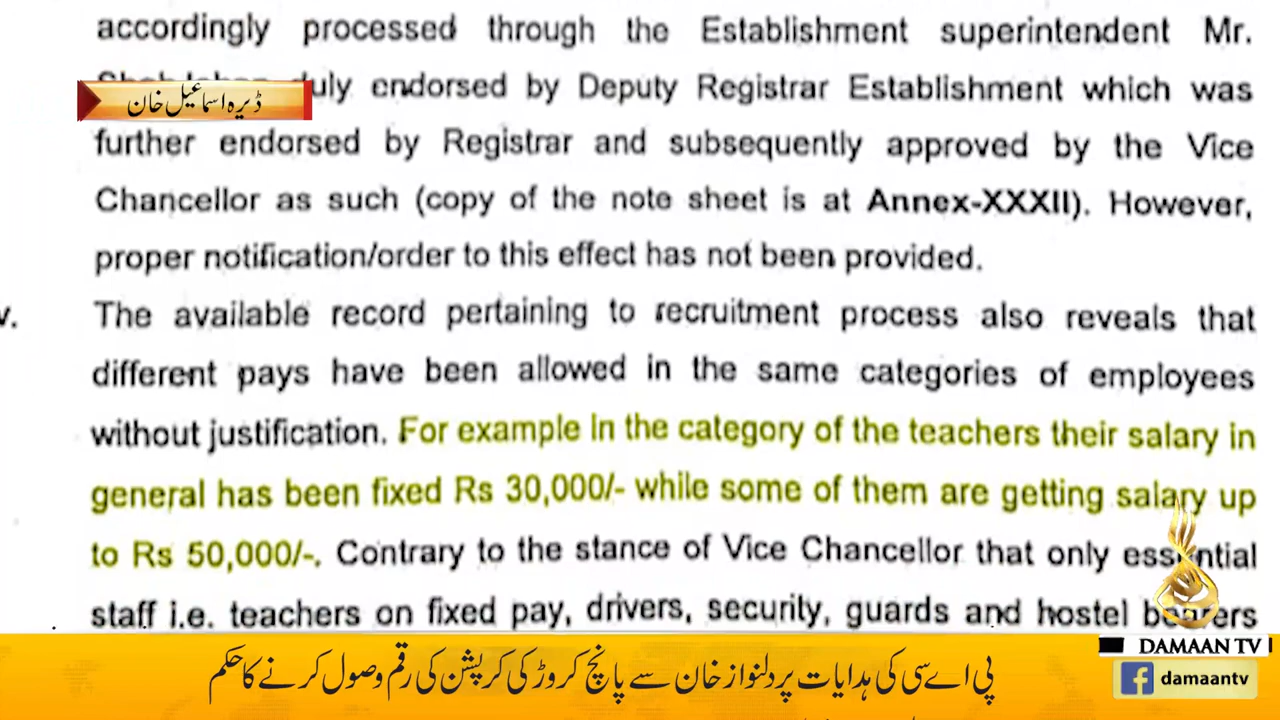 accordingly processed through the Establishment superintendent Mr.
duly endorsed by Deputy Registrar Establishment which was
ڈیرہ اسماعیل خان
further endorsed by Registrar and subsequently approved by the Vice
Chancellor as such (copy of the note sheet is at Annex-XXXII). However,
proper notification/order to this effect has not been provided.
v. The available record pertaining to recruitment process also reveals that
different pays have been allowed in the same categories of employees
without justification. For example in the category of the teachers their salary in
general has been fixed Rs 30,000/- while some of them are getting salary up
to Rs 50,000/-. Contrary to the stance of Vice Chancellor that only essential
staff i.e. teachers on fixed pay, drivers, security, guards and hostel bearers
پی اے سی کی ہدایات پر دلنواز خان سے پانچ کروڑ کی کرپشن کی رقم وصول کرنے کا حکم
DAMAAN TV
damaantv